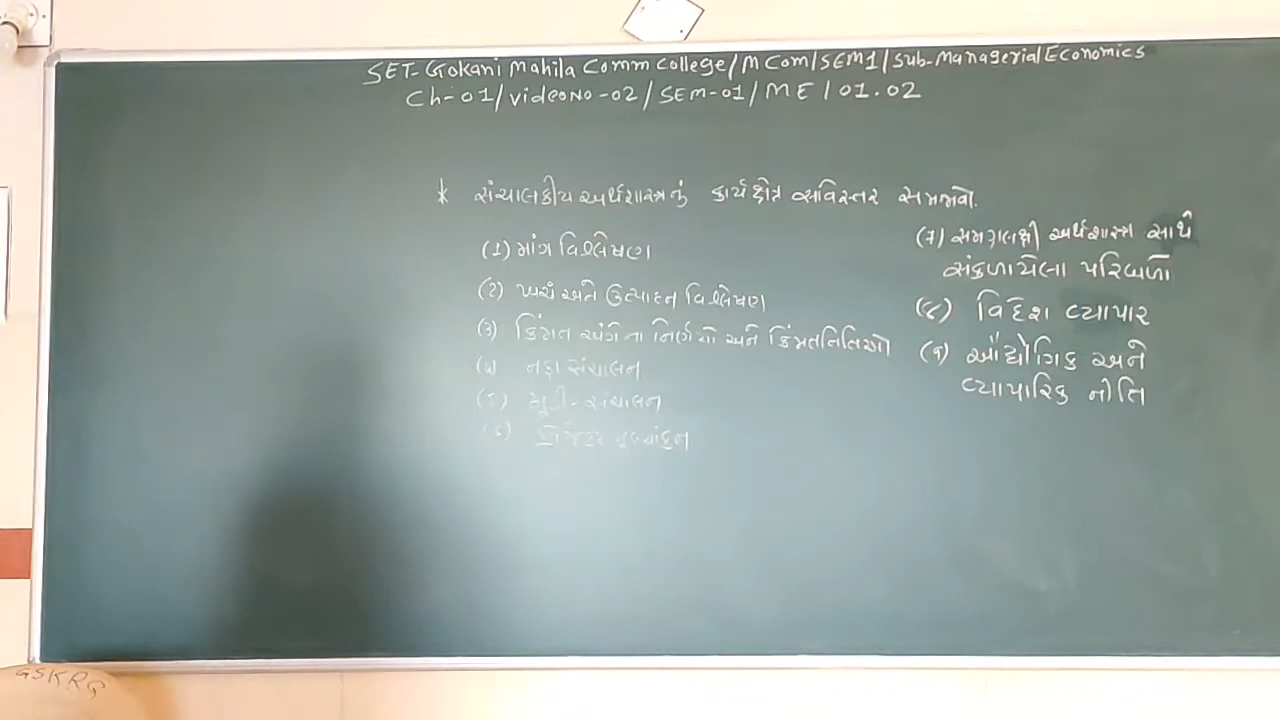 SET-Gokani Mahila Comm College/MCom/SEM1/Sub-Managerial Economics
Ch-01/VideoNo-02/SEM-01/ME/01.02
* સંચાલકીય અર્થશાસ્ત્રનું કાર્યક્ષેત્ર સવિસ્તર સમજાવો.
(૧) માંગ વિશ્લેષણ
(૨) ખર્ચ અને ઉત્પાદન વિશ્લેષણ
(૩) કિંમત અંગેના નિર્ણયો અને કિંમતનિતિઓ
(૪) નફા સંચાલન
(૫) મૂડી-સંચાલન
(૬) પ્રોજેક્ટ મૂલ્યાંકન
(૭) સમગ્રલક્ષી અર્થશાસ્ત્ર સાથે
સંકળાયેલા પરિબળો
(૮) વિદેશ વ્યાપાર
(૯) ઔદ્યોગિક અને
વ્યાપારિક નીતિ
GSKRG